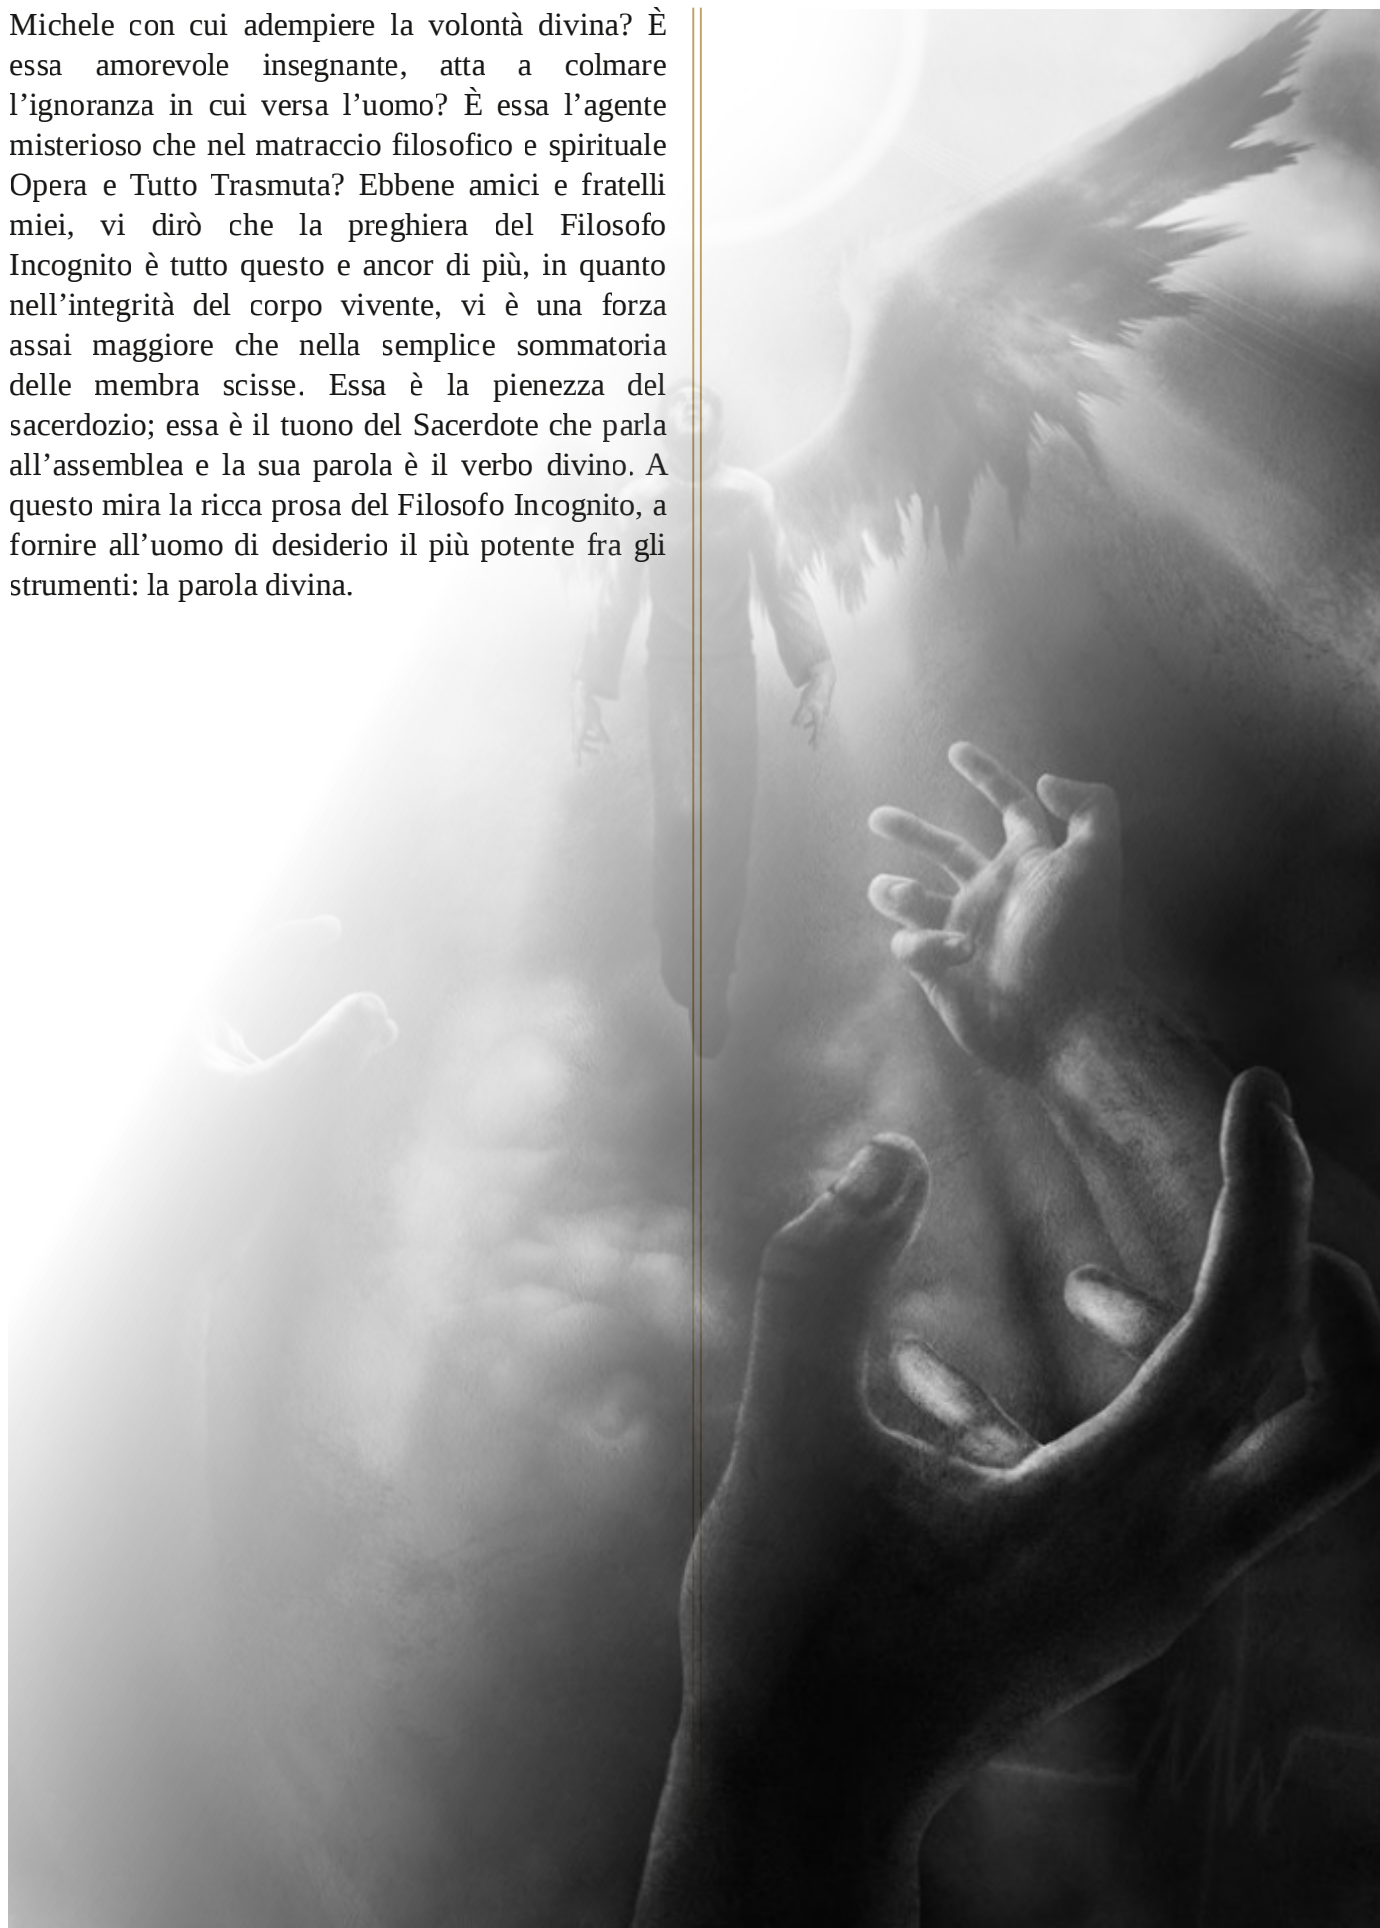 Michele con cui adempiere la volontà divina? È
essa amorevole insegnante, atta a colmare
l’ignoranza in cui versa l’uomo? È essa l’agente
misterioso che nel matraccio filosofico e spirituale
Opera e Tutto Trasmuta? Ebbene amici e fratelli
miei, vi dirò che la preghiera del Filosofo
Incognito è tutto questo e ancor di più, in quanto
nell’integrità del corpo vivente, vi è una forza
assai maggiore che nella semplice sommatoria
delle membra scisse. Essa è la pienezza del
sacerdozio; essa è il tuono del Sacerdote che parla
all’assemblea e la sua parola è il verbo divino. A
questo mira la ricca prosa del Filosofo Incognito, a
fornire all’uomo di desiderio il più potente fra gli
strumenti: la parola divina.